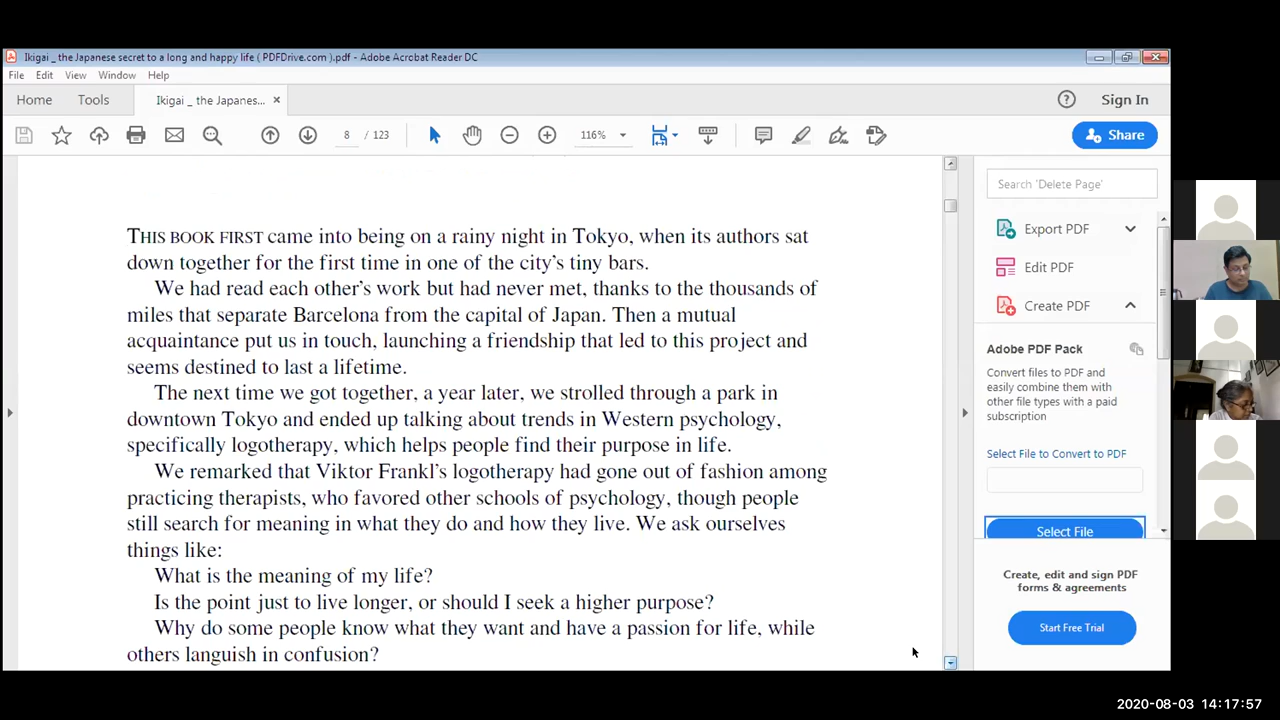 Ikigai _ the Japanese secret to a long and happy life ( PDFDrive.com ).pdf - Adobe Acrobat Reader DC
File Edit View Window Help
Home Tools Ikigai _ the Japanes... × Sign In
8 / 123 116% Share
THIS BOOK FIRST came into being on a rainy night in Tokyo, when its authors sat
down together for the first time in one of the city’s tiny bars.
We had read each other’s work but had never met, thanks to the thousands of
miles that separate Barcelona from the capital of Japan. Then a mutual
acquaintance put us in touch, launching a friendship that led to this project and
seems destined to last a lifetime.
The next time we got together, a year later, we strolled through a park in
downtown Tokyo and ended up talking about trends in Western psychology,
specifically logotherapy, which helps people find their purpose in life.
We remarked that Viktor Frankl’s logotherapy had gone out of fashion among
practicing therapists, who favored other schools of psychology, though people
still search for meaning in what they do and how they live. We ask ourselves
things like:
What is the meaning of my life?
Is the point just to live longer, or should I seek a higher purpose?
Why do some people know what they want and have a passion for life, while
others languish in confusion?
Search 'Delete Page'
Export PDF
Edit PDF
Create PDF
Adobe PDF Pack
Convert files to PDF and
easily combine them with
other file types with a paid
subscription
Select File to Convert to PDF
Select File
Create, edit and sign PDF
forms & agreements
Start Free Trial
2020-08-03 14:17:57